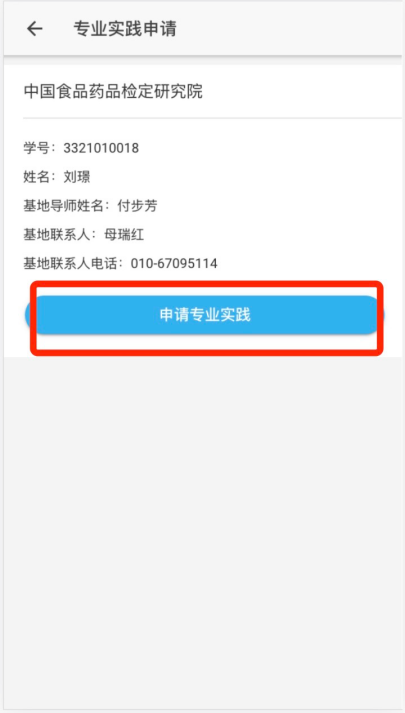 专业实践申请
中国食品药品检定研究院
学号：3321010018
姓名：刘璟
基地导师姓名：付步芳
基地联系人：母瑞红
基地联系人电话：010-67095114
申请专业实践